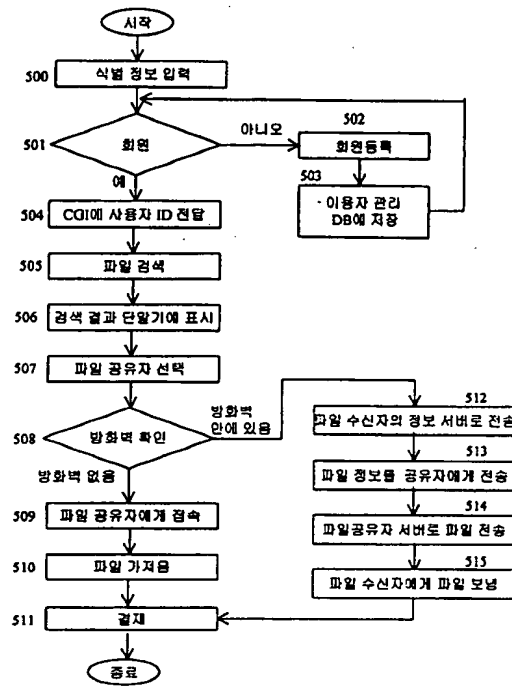 시작
500
식별 정보 입력
501
회원
아니오
502
회원등록
503
- 이용자 관리
DB에 저장
예
504
CGI에 사용자 ID 전달
505
파일 검색
506
검색 결과 단말기에 표시
507
파일 공유자 선택
508
방화벽 확인
방화벽
안에 있음
방화벽 없음
512
파일 수신자의 정보 서버로 전송
513
파일 정보를 공유자에게 전송
514
파일공유자 서버로 파일 전송
515
파일 수신자에게 파일 보냄
509
파일 공유자에게 접속
510
파일 가져옴
511
결재
종료